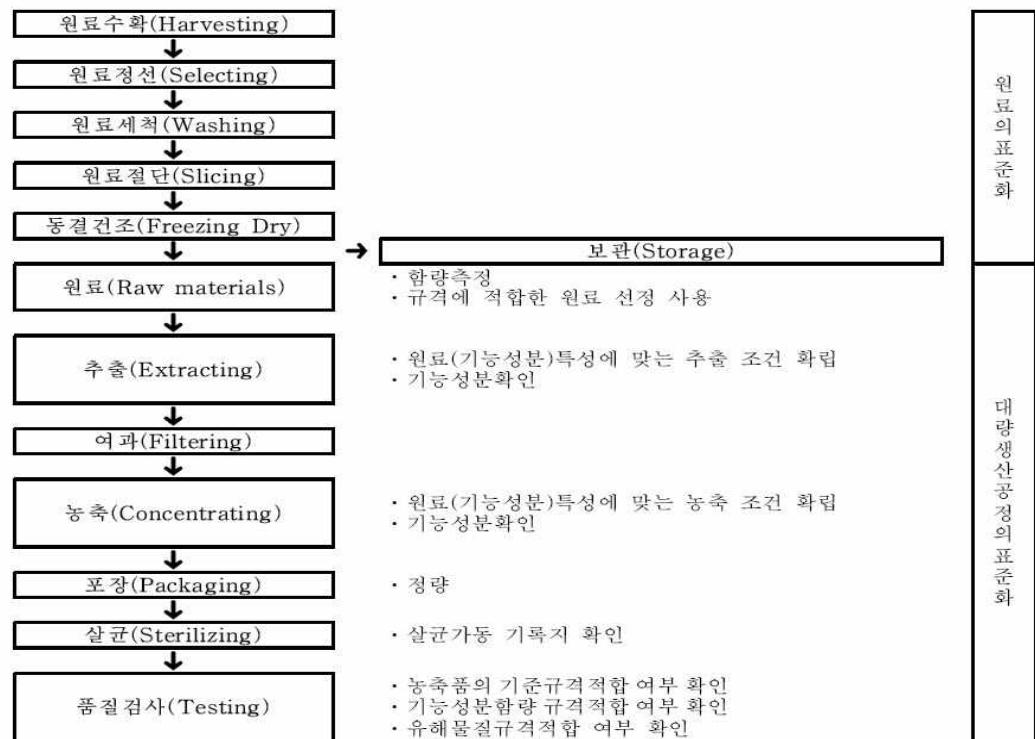 원료수확(Harvesting)
원료정선(Selecting)
원료세척(Washing)
원료절단(Slicing)
동결건조(Freezing Dry)
보관(Storage)
원료(Raw materials)
· 함량측정
· 규격에 적합한 원료 선정 사용
추출(Extracting)
· 원료(기능성분)특성에 맞는 추출 조건 확립
· 기능성분확인
여과(Filtering)
농축(Concentrating)
· 원료(기능성분)특성에 맞는 농축 조건 확립
· 기능성분확인
포장(Packaging)
· 정량
살균(Sterilizing)
· 살균가동 기록지 확인
품질검사(Testing)
· 농축품의 기준규격적합 여부 확인
· 기능성분함량 규격적합 여부 확인
· 유해물질규격적합 여부 확인
원료의표준화
대량생산공정의표준화